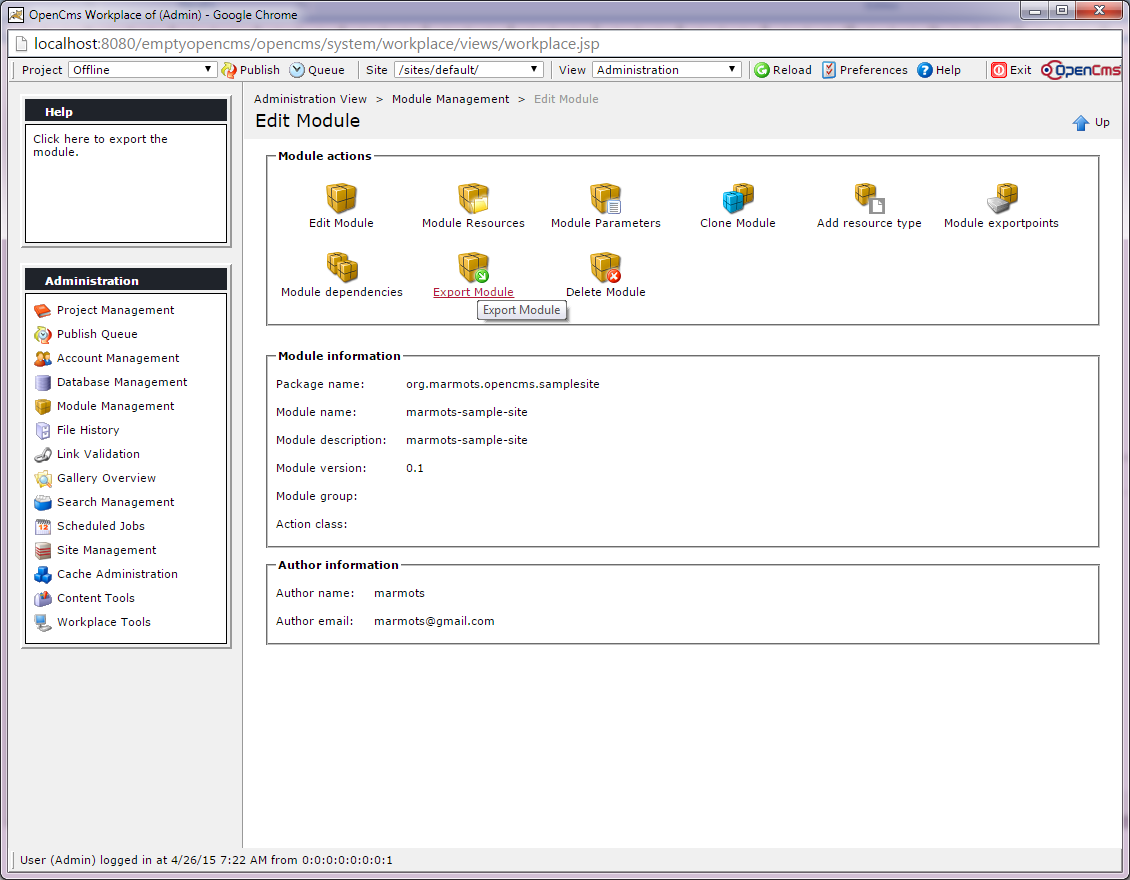 OpenCms Workplace of (Admin) - Google Chrome
localhost:8080/emptyopencms/opencms/system/workplace/views/workplace.jsp
Project Offline Publish Queue Site /sites/default/ View Administration Reload Preferences Help Exit OpenCms
Help
Click here to export the
module.
Administration
Project Management
Publish Queue
Account Management
Database Management
Module Management
File History
Link Validation
Gallery Overview
Search Management
12
Scheduled Jobs
Site Management
Cache Administration
Content Tools
Workplace Tools
Administration View > Module Management > Edit Module
Edit Module
Up
Module actions
Edit Module Module Resources Module Parameters Clone Module Add resource type Module exportpoints
Module dependencies Export Module Delete Module
Export Module
Module information
Package name: org.marmots.opencms.samplesite
Module name: marmots-sample-site
Module description: marmots-sample-site
Module version: 0.1
Module group:
Action class:
Author information
Author name: marmots
Author email: marmots@gmail.com
User (Admin) logged in at 4/26/15 7:22 AM from 0:0:0:0:0:0:0:1